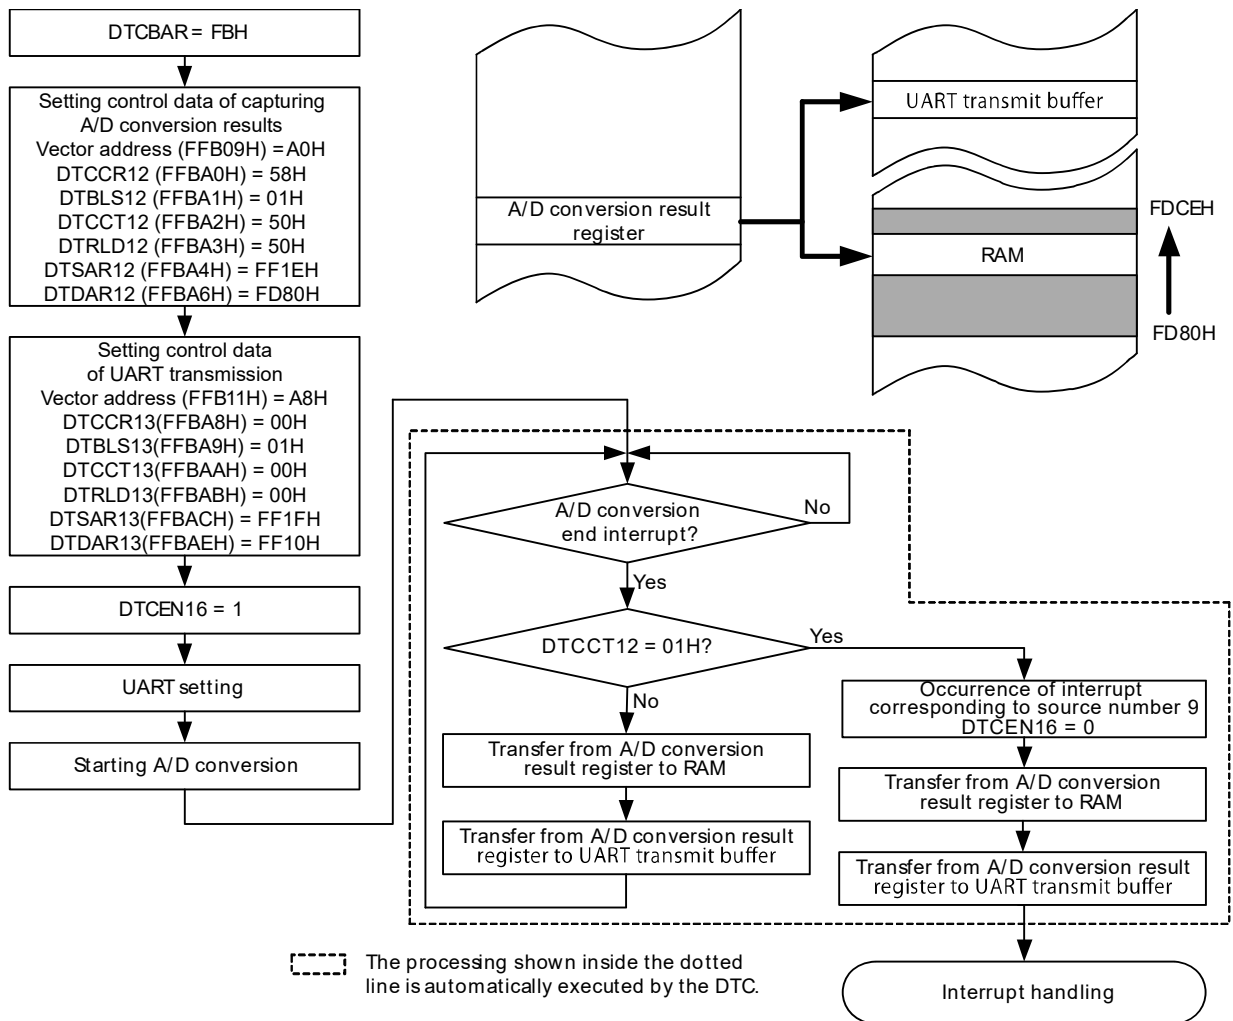 DTCBAR = FBH
Setting control data of capturing
A/D conversion results
Vector address (FFB09H) = A0H
DTCCR12 (FFBA0H) = 58H
DTBLS12 (FFBA1H) = 01H
DTCCT12 (FFBA2H) = 50H
DTRLD12 (FFBA3H) = 50H
DTSAR12 (FFBA4H) = FF1EH
DTDAR12 (FFBA6H) = FD80H
Setting control data
of UART transmission
Vector address (FFB11H) = A8H
DTCCR13(FFBA8H) = 00H
DTBLS13(FFBA9H) = 01H
DTCCT13(FFBAAH) = 00H
DTRLD13(FFBABH) = 00H
DTSAR13(FFBACH) = FF1FH
DTDAR13(FFBAEH) = FF10H
DTCEN16 = 1
UART setting
Starting A/D conversion
A/D conversion result
register
UART transmit buffer
RAM
FDCEH
FD80H
A/D conversion
end interrupt?
No
Yes
DTCCT12 = 01H?
Yes
No
Transfer from A/D conversion
result register to RAM
Transfer from A/D conversion result
register to UART transmit buffer
Occurrence of interrupt
corresponding to source number 9
DTCEN16 = 0
Transfer from A/D conversion
result register to RAM
Transfer from A/D conversion result
register to UART transmit buffer
Interrupt handling
The processing shown inside the dotted
line is automatically executed by the DTC.